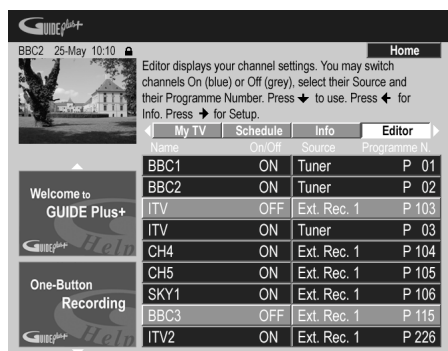 GUIDE plus+
BBC2 25-May 10:10
Home
Editor displays your channel settings. You may switch
channels On (blue) or Off (grey), select their Source and
their Programme Number. Press to use. Press for
Info. Press for Setup.
My TV Schedule Info Editor
Name On/Off Source Programme N.
BBC1 ON Tuner P 01
BBC2 ON Tuner P 02
ITV OFF Ext. Rec. 1 P 103
ITV ON Tuner P 03
CH4 ON Ext. Rec. 1 P 104
CH5 ON Ext. Rec. 1 P 105
SKY1 ON Ext. Rec. 1 P 106
BBC3 OFF Ext. Rec. 1 P 115
ITV2 ON Ext. Rec. 1 P 226
Welcome to
GUIDE Plus+
GUIDE plus+ Help
One-Button
Recording
GUIDE plus+ Help